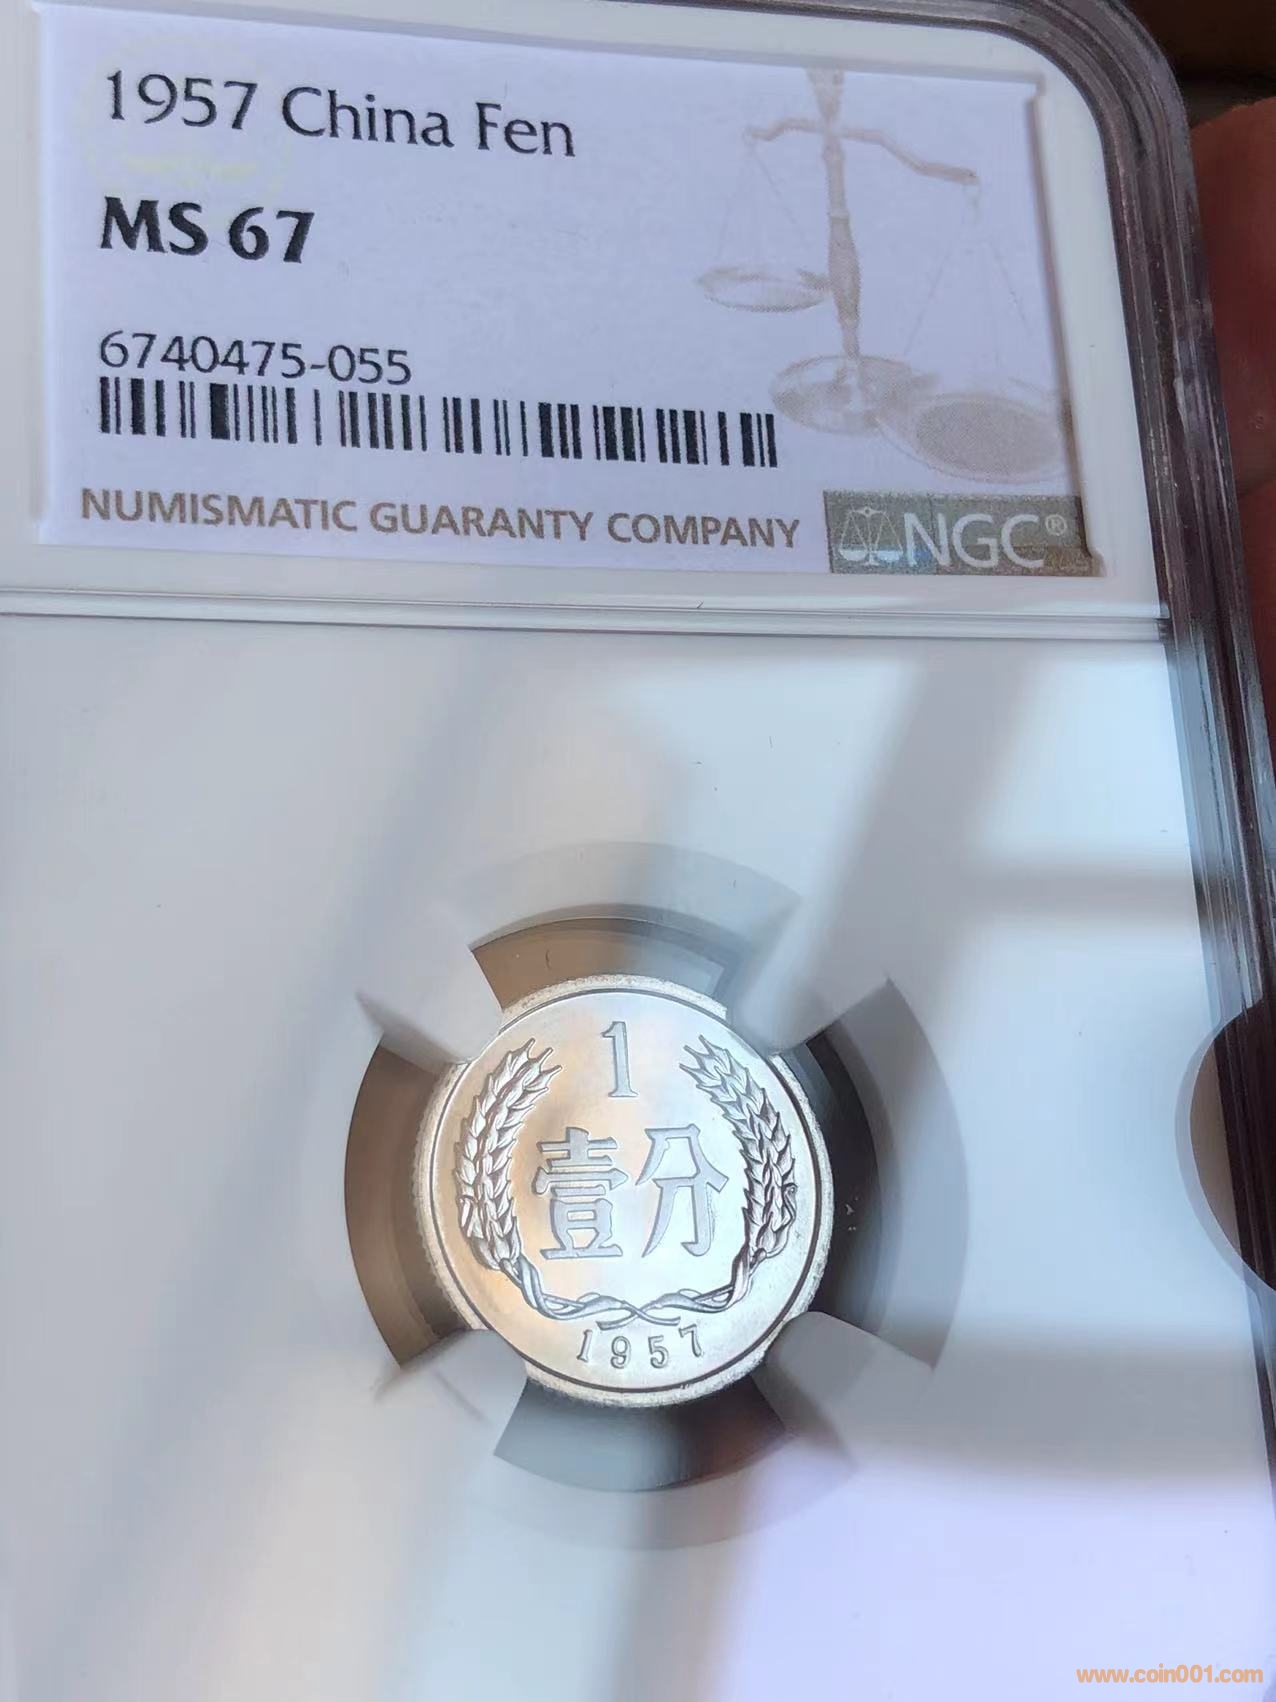 1957 China Fen
MS 67
6740475-055
NUMISMATIC GUARANTY COMPANY
NGC®
1
壹分
1957
www.coin001.com